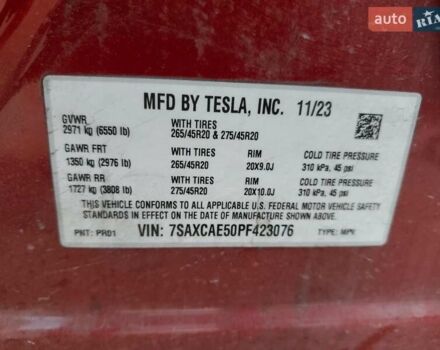 auto RIA
MFD BY TESLA, INC. 11/23
GVWR WITH TIRES
2971 kg (6550 lb) 265/45R20 & 275/45R20
GAWR FRT WITH TIRES RIM COLD TIRE PRESSURE
1350 kg (2976 lb) 265/45R20 20X9.0J 310 kPa, 45 psi
GAWR RR WITH TIRES RIM COLD TIRE PRESSURE
1727 kg (3808 lb) 275/45R20 20X10.0J 310 kPa, 45 psi
THIS VEHICLE CONFORMS TO ALL APPLICABLE FEDERAL MOTOR VEHICLE SAFETY
STANDARDS IN EFFECT ON THE DATE OF MANUFACTURE SHOWN ABOVE.
PNT: PR01 VIN: 7SAXCAE50PF423076 TYPE: MPV